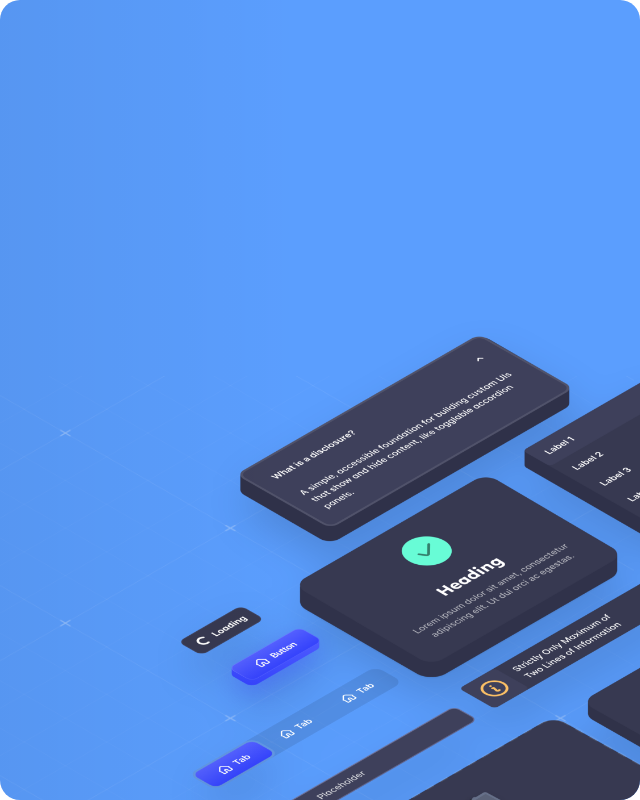 What is a disclosure?
A simple, accessible foundation for building custom UIs
that show and hide content, like togglable accordion
panels.
Label 1
Label 2
Label 3
Heading
Lorem ipsum dolor sit amet, consectetur
adipiscing elit. Ut dui orci ac egestas.
Loading
Button
Strictly Only Maximum of
Two Lines of Information
Tab
Tab
Tab
Placeholder